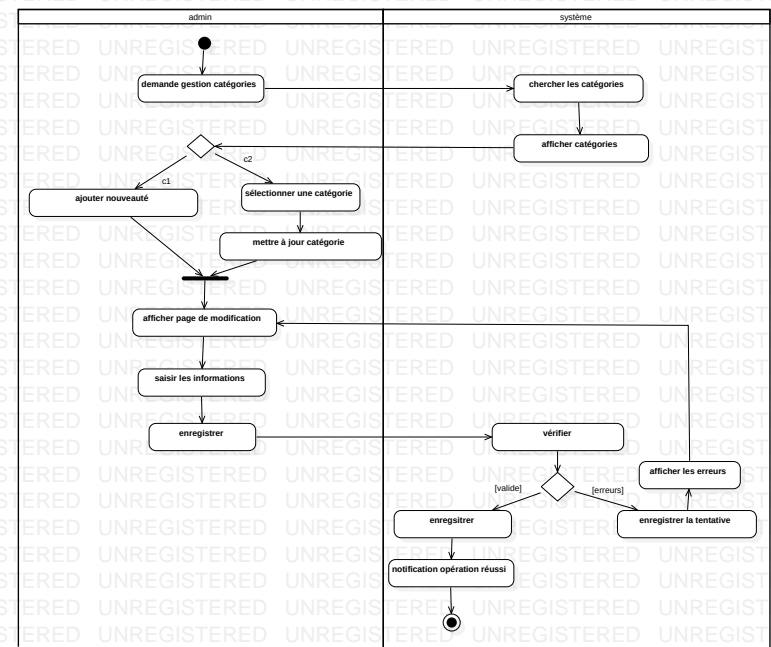 admin
système
demande gestion catégories
chercher les catégories
afficher catégories
c1
c2
ajouter nouveauté
sélectionner une catégorie
mettre à jour catégorie
afficher page de modification
saisir les informations
enregistrer
vérifier
afficher les erreurs
[valide]
[erreurs]
enregsitrer
enregistrer la tentative
notification opération réussi
UNREGISTERED